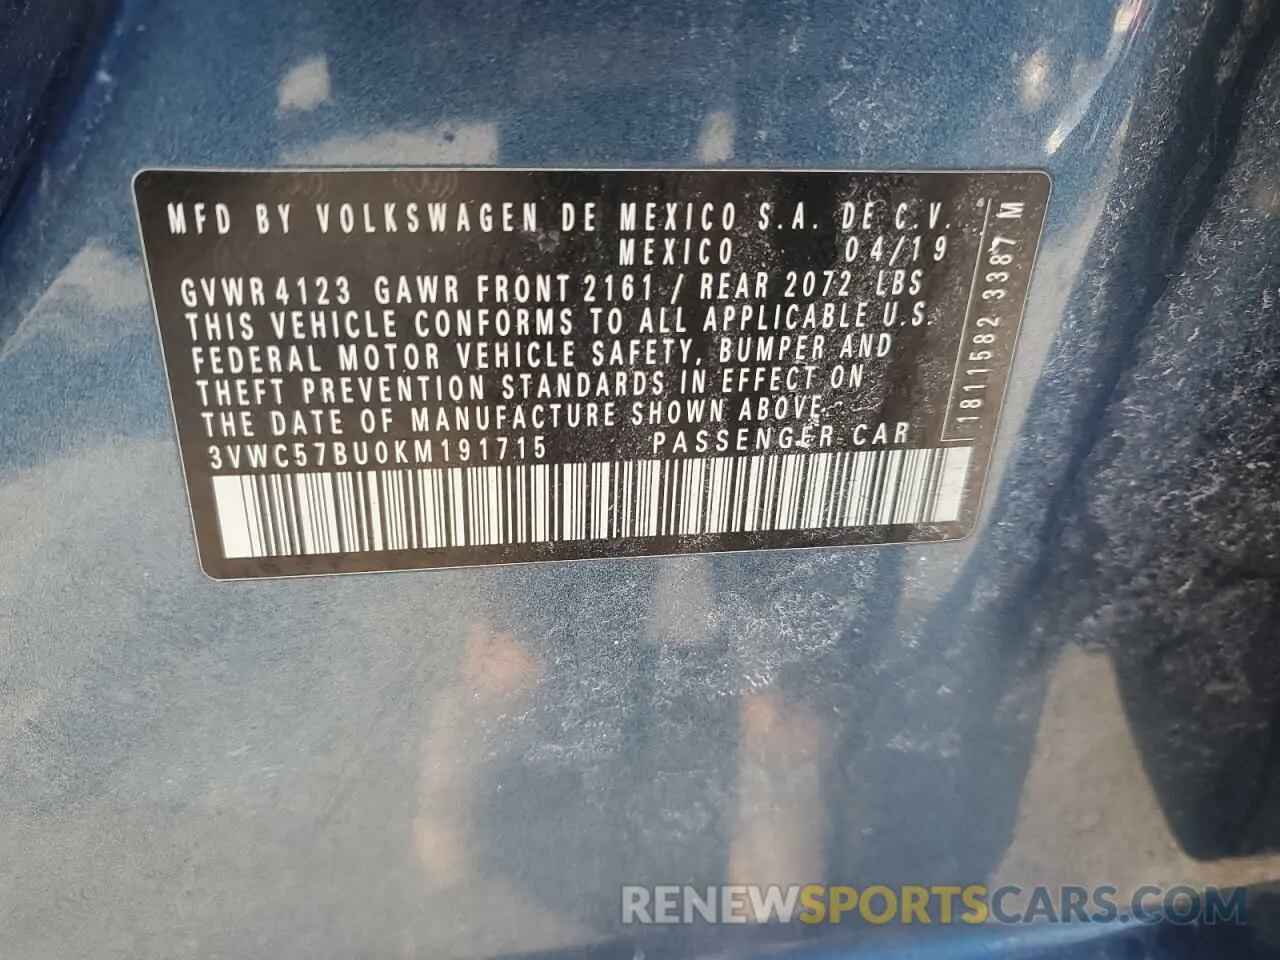 MFD BY VOLKSWAGEN DE MEXICO S.A. DE C.V.
MEXICO 04/19
GVWR 4123 GAWR FRONT 2161 / REAR 2072 LBS
THIS VEHICLE CONFORMS TO ALL APPLICABLE U.S.
FEDERAL MOTOR VEHICLE SAFETY, BUMPER AND
THEFT PREVENTION STANDARDS IN EFFECT ON
THE DATE OF MANUFACTURE SHOWN ABOVE.
3VWC57BU0KM191715 PASSENGER CAR
1811582 3387 M
RENEWSPORTSCARS.COM